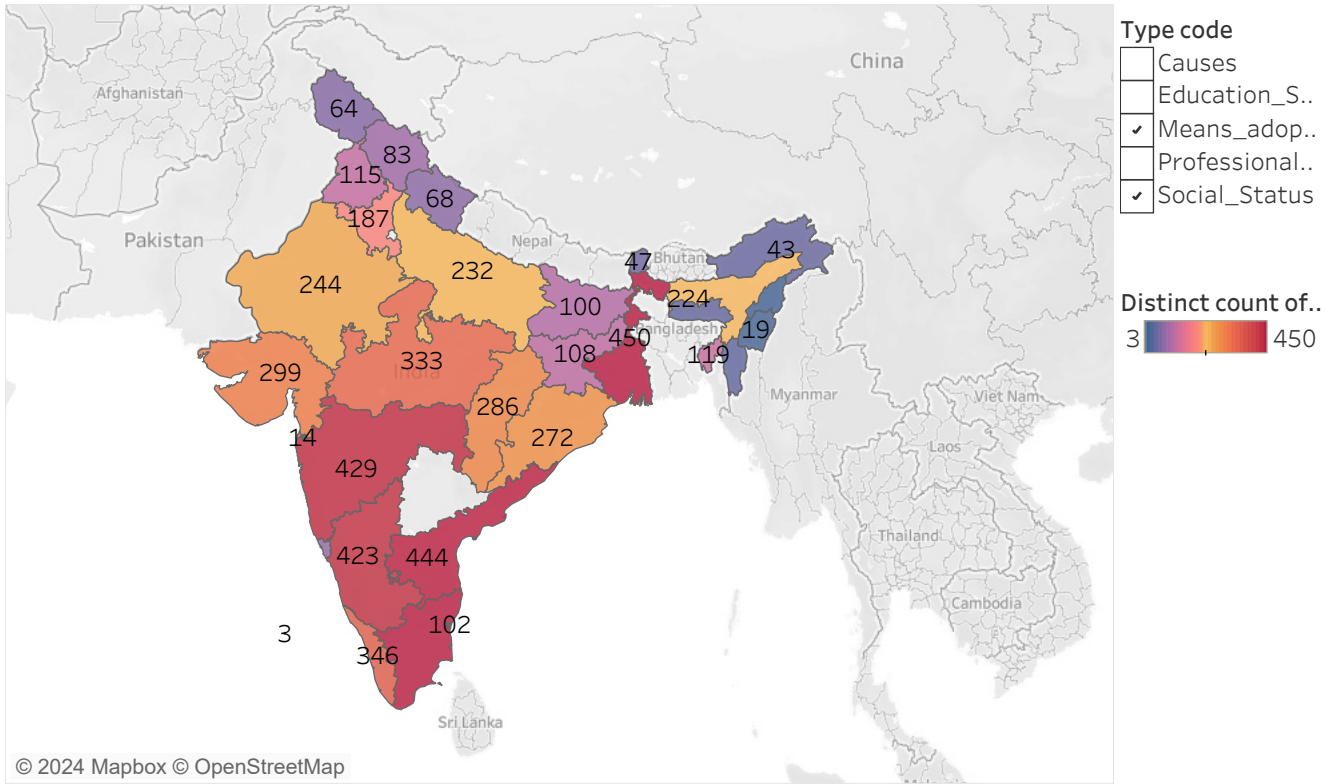 China
Afghanistan
64
83
115
68
187
Pakistan
Nepal
47
Bhutan
43
244
232
224
100
Bangladesh
19
450
119
108
333
India
299
286
Myanmar
Viet Nam
14
272
Laos
429
423
444
Thailand
Cambodia
3
102
346
Sri Lanka
© 2024 Mapbox © OpenStreetMap
Type code
Causes
Education_S..
Means_adop..
Professional..
Social_Status
Distinct count of..
3 450